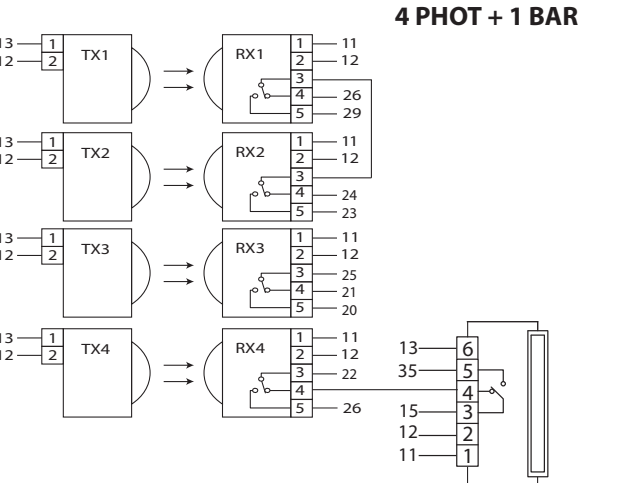 4 PHOT + 1 BAR
13 1 TX1 RX1 1 11
12 2 2 12
3
4 26
5 29
13 1 TX2 RX2 1 11
12 2 2 12
3
4 24
5 23
13 1 TX3 RX3 1 11
12 2 2 12
3 25
4 21
5 20
13 1 TX4 RX4 1 11
12 2 2 12
3 22
4
5 26
13 6
35 5
4
15 3
12 2
11 1